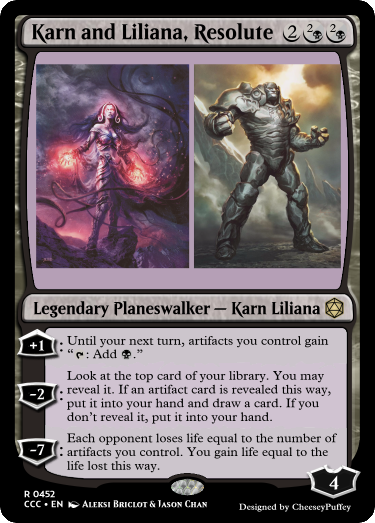 Karn and Liliana, Resolute 2 2 2
Legendary Planeswalker — Karn Liliana
+1: Until your next turn, artifacts you control gain
“: Add .”
Look at the top card of your library. You may
reveal it. If an artifact card is revealed this way,
-2: put it into your hand and draw a card. If you
don't reveal it, put it into your hand.
Each opponent loses life equal to the number of
-7: artifacts you control. You gain life equal to
the life lost this way.
4
R 0452
CCC • EN Aleksi Briclot & Jason Chan
Designed by CheeseyPuffey